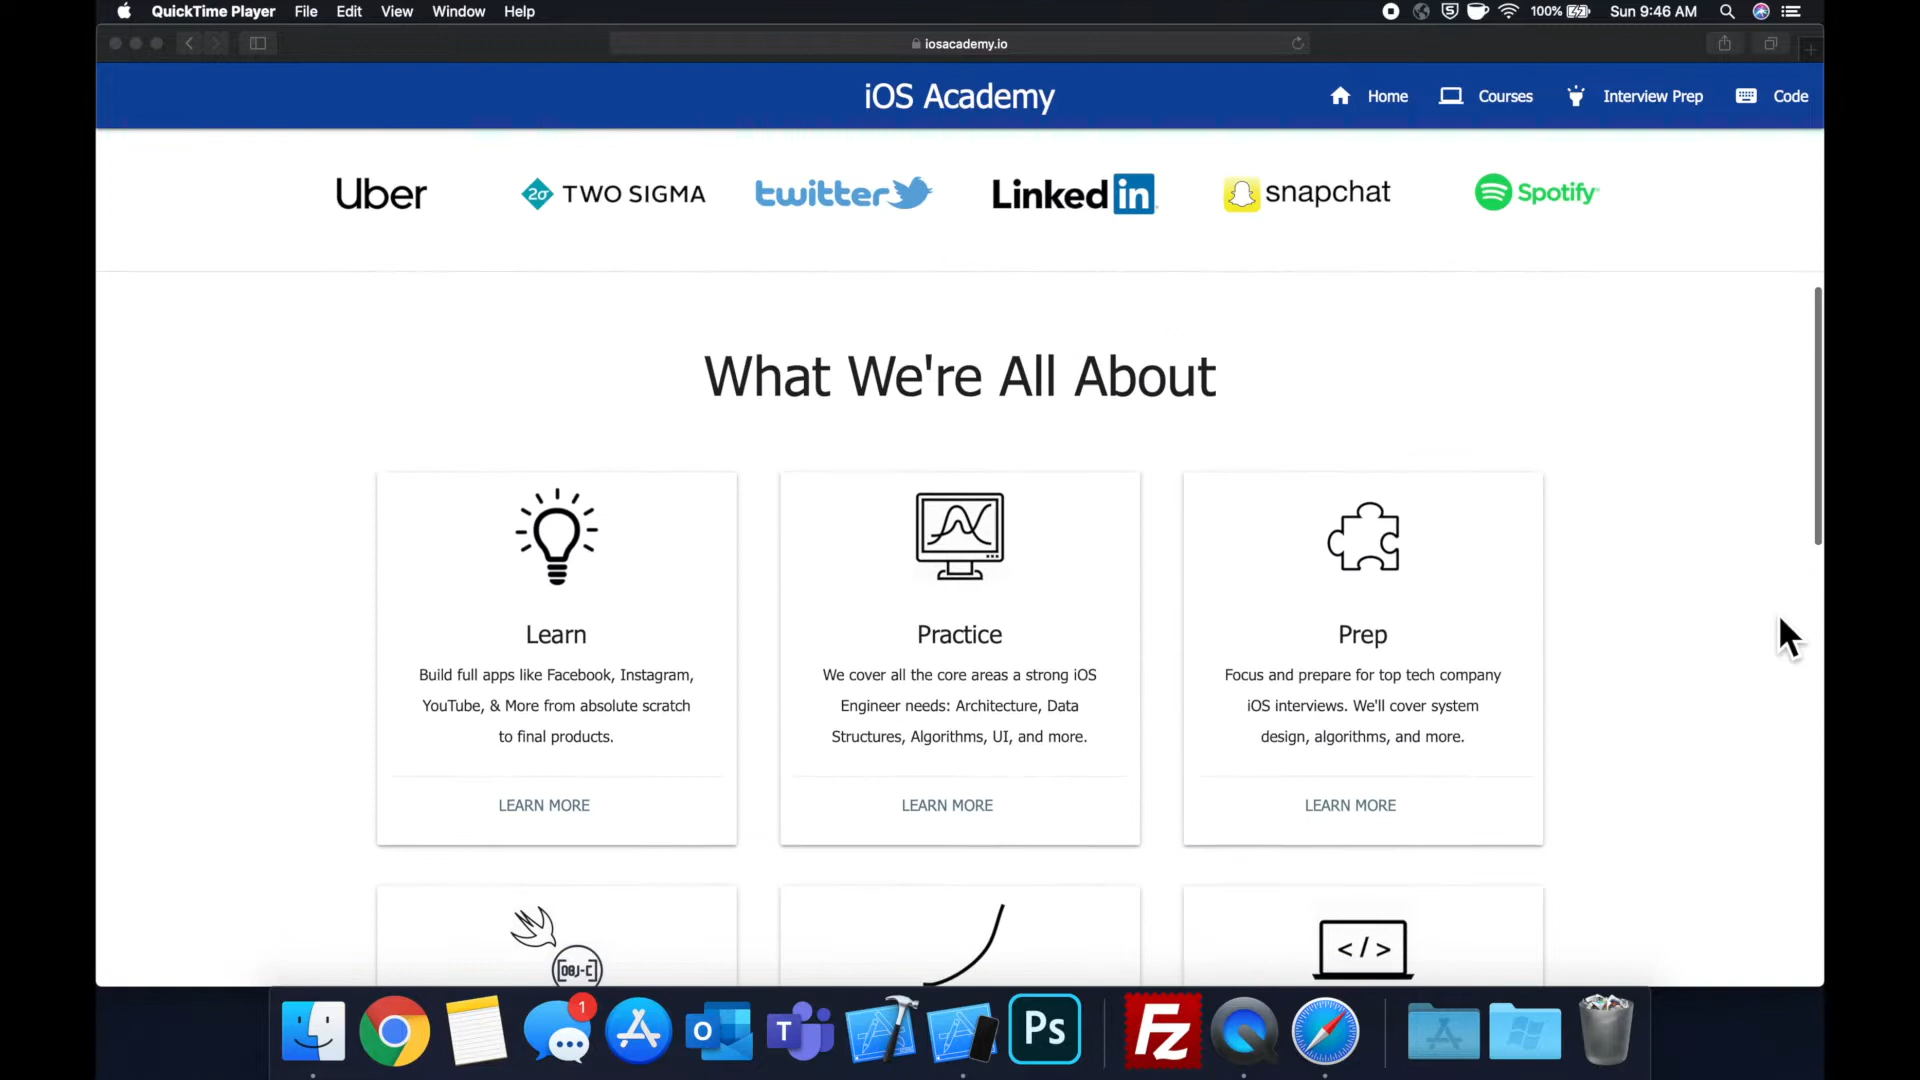 QuickTime Player File Edit View Window Help 100% Sun 9:46 AM
iosacademy.io
iOS Academy Home Courses Interview Prep Code
Uber 2σ TWO SIGMA twitter Linked in snapchat Spotify
What We're All About
Learn
Build full apps like Facebook, Instagram,
YouTube, & More from absolute scratch
to final products.
LEARN MORE
Practice
We cover all the core areas a strong iOS
Engineer needs: Architecture, Data
Structures, Algorithms, UI, and more.
LEARN MORE
Prep
Focus and prepare for top tech company
iOS interviews. We'll cover system
design, algorithms, and more.
LEARN MORE
[OBJ-C]
</>
1
O
T
Ps
Fz